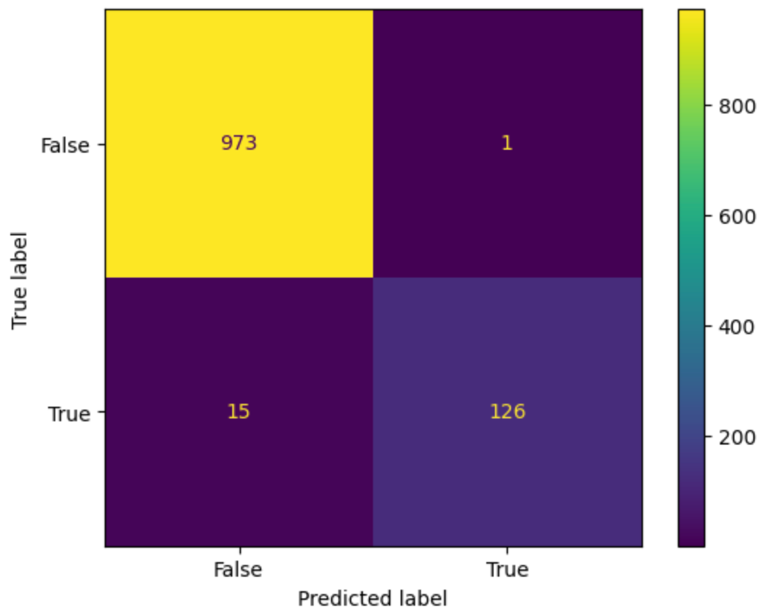 800
False
973
1
600
True label
400
True
15
126
200
False
True
Predicted label